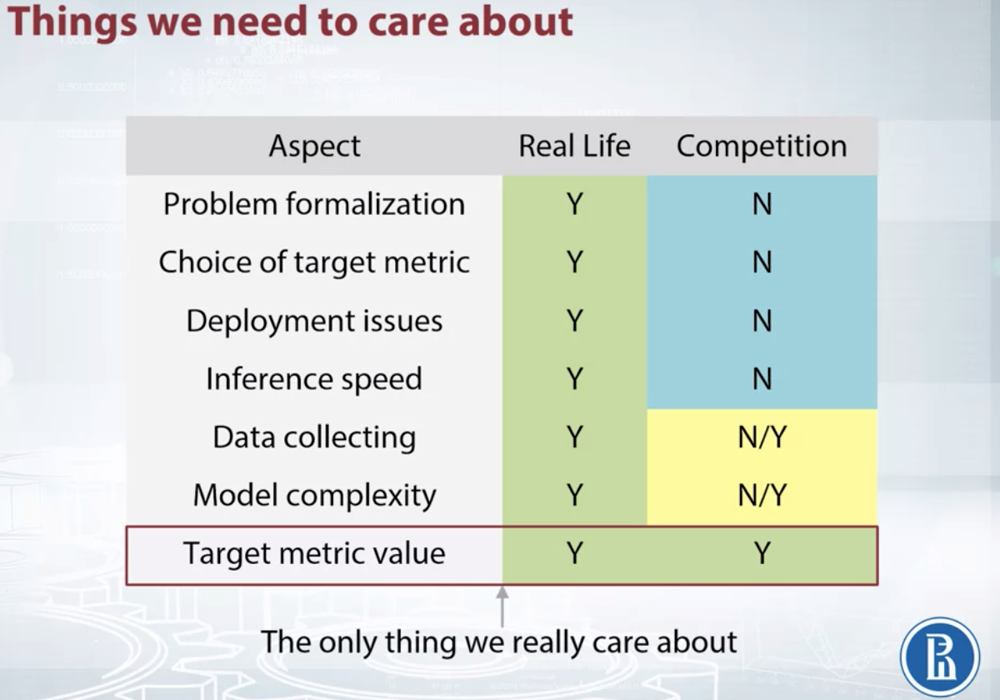 Things we need to care about
Aspect Real Life Competition
Problem formalization Y N
Choice of target metric Y N
Deployment issues Y N
Inference speed Y N
Data collecting Y N/Y
Model complexity Y N/Y
Target metric value Y Y
The only thing we really care about